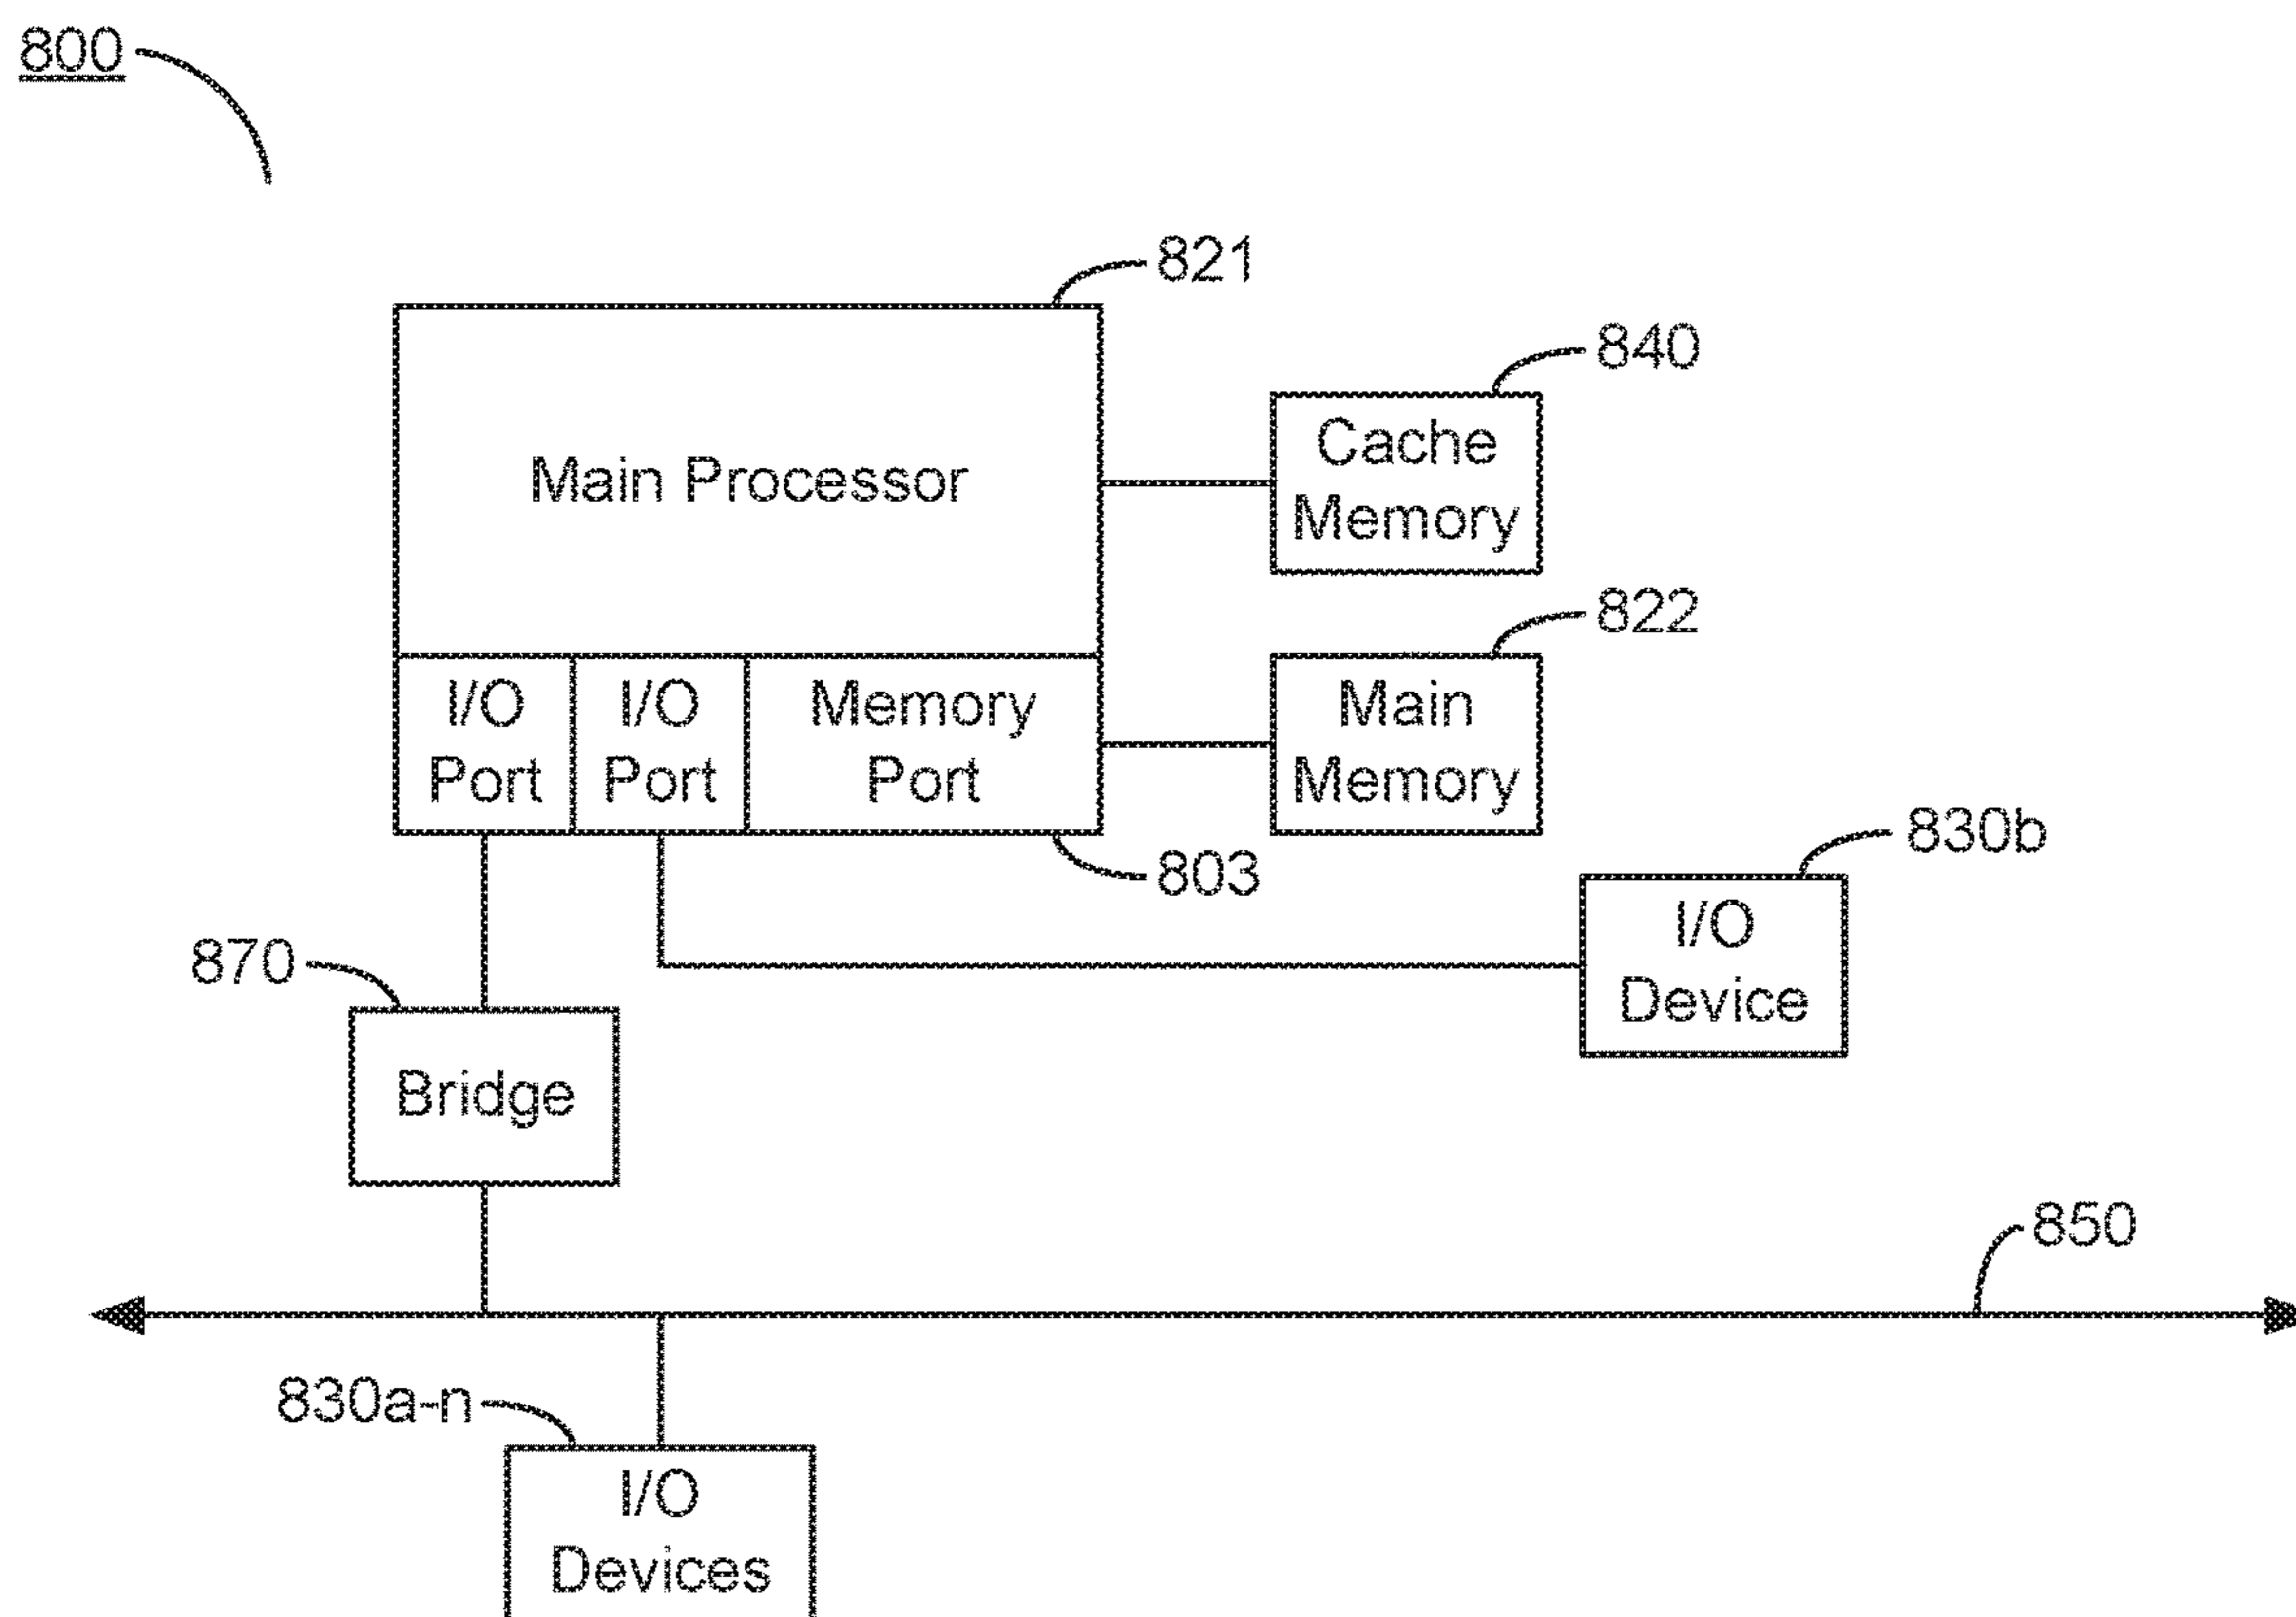 800
821
840
Cache
Memory
Main Processor
822
I/O
Port
I/O
Port
Memory
Port
Main
Memory
830b
803
I/O
Device
870
Bridge
850
830a-n
I/O
Devices